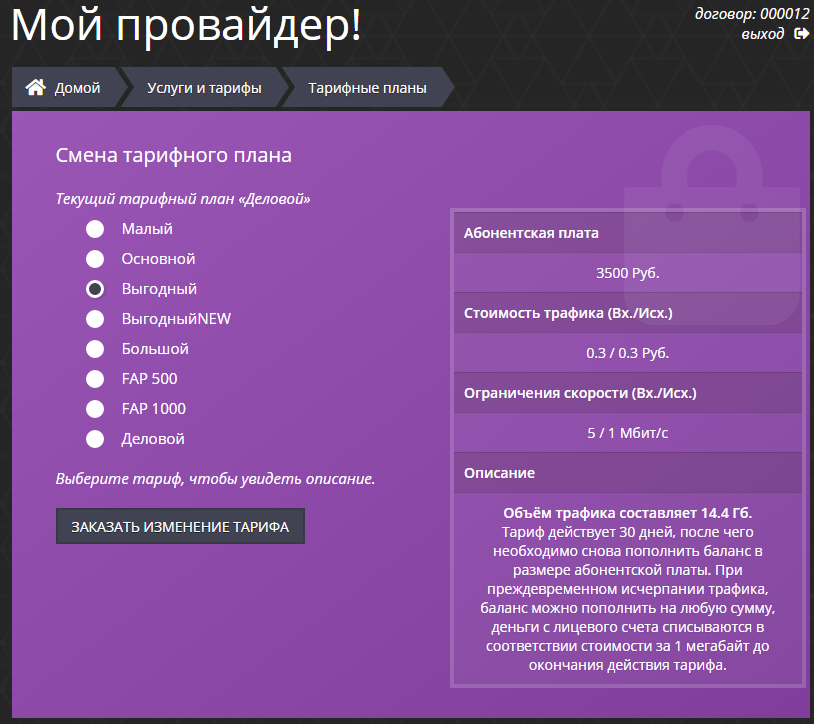 Мой провайдер!
договор: 000012
выход
Домой
Услуги и тарифы
Тарифные планы
Смена тарифного плана
Текущий тарифный план «Деловой»
Малый
Основной
Выгодный
ВыгодныйNEW
Большой
FAP 500
FAP 1000
Деловой
Выберите тариф, чтобы увидеть описание.
ЗАКАЗАТЬ ИЗМЕНЕНИЕ ТАРИФА
Абонентская плата
3500 Руб.
Стоимость трафика (Вх./Исх.)
0.3 / 0.3 Руб.
Ограничения скорости (Вх./Исх.)
5 / 1 Мбит/с
Описание
Объём трафика составляет 14.4 Гб.
Тариф действует 30 дней, после чего
необходимо снова пополнить баланс в
размере абонентской платы. При
преждевременном исчерпании трафика,
баланс можно пополнить на любую сумму,
деньги с лицевого счета списываются в
соответствии стоимости за 1 мегабайт до
окончания действия тарифа.